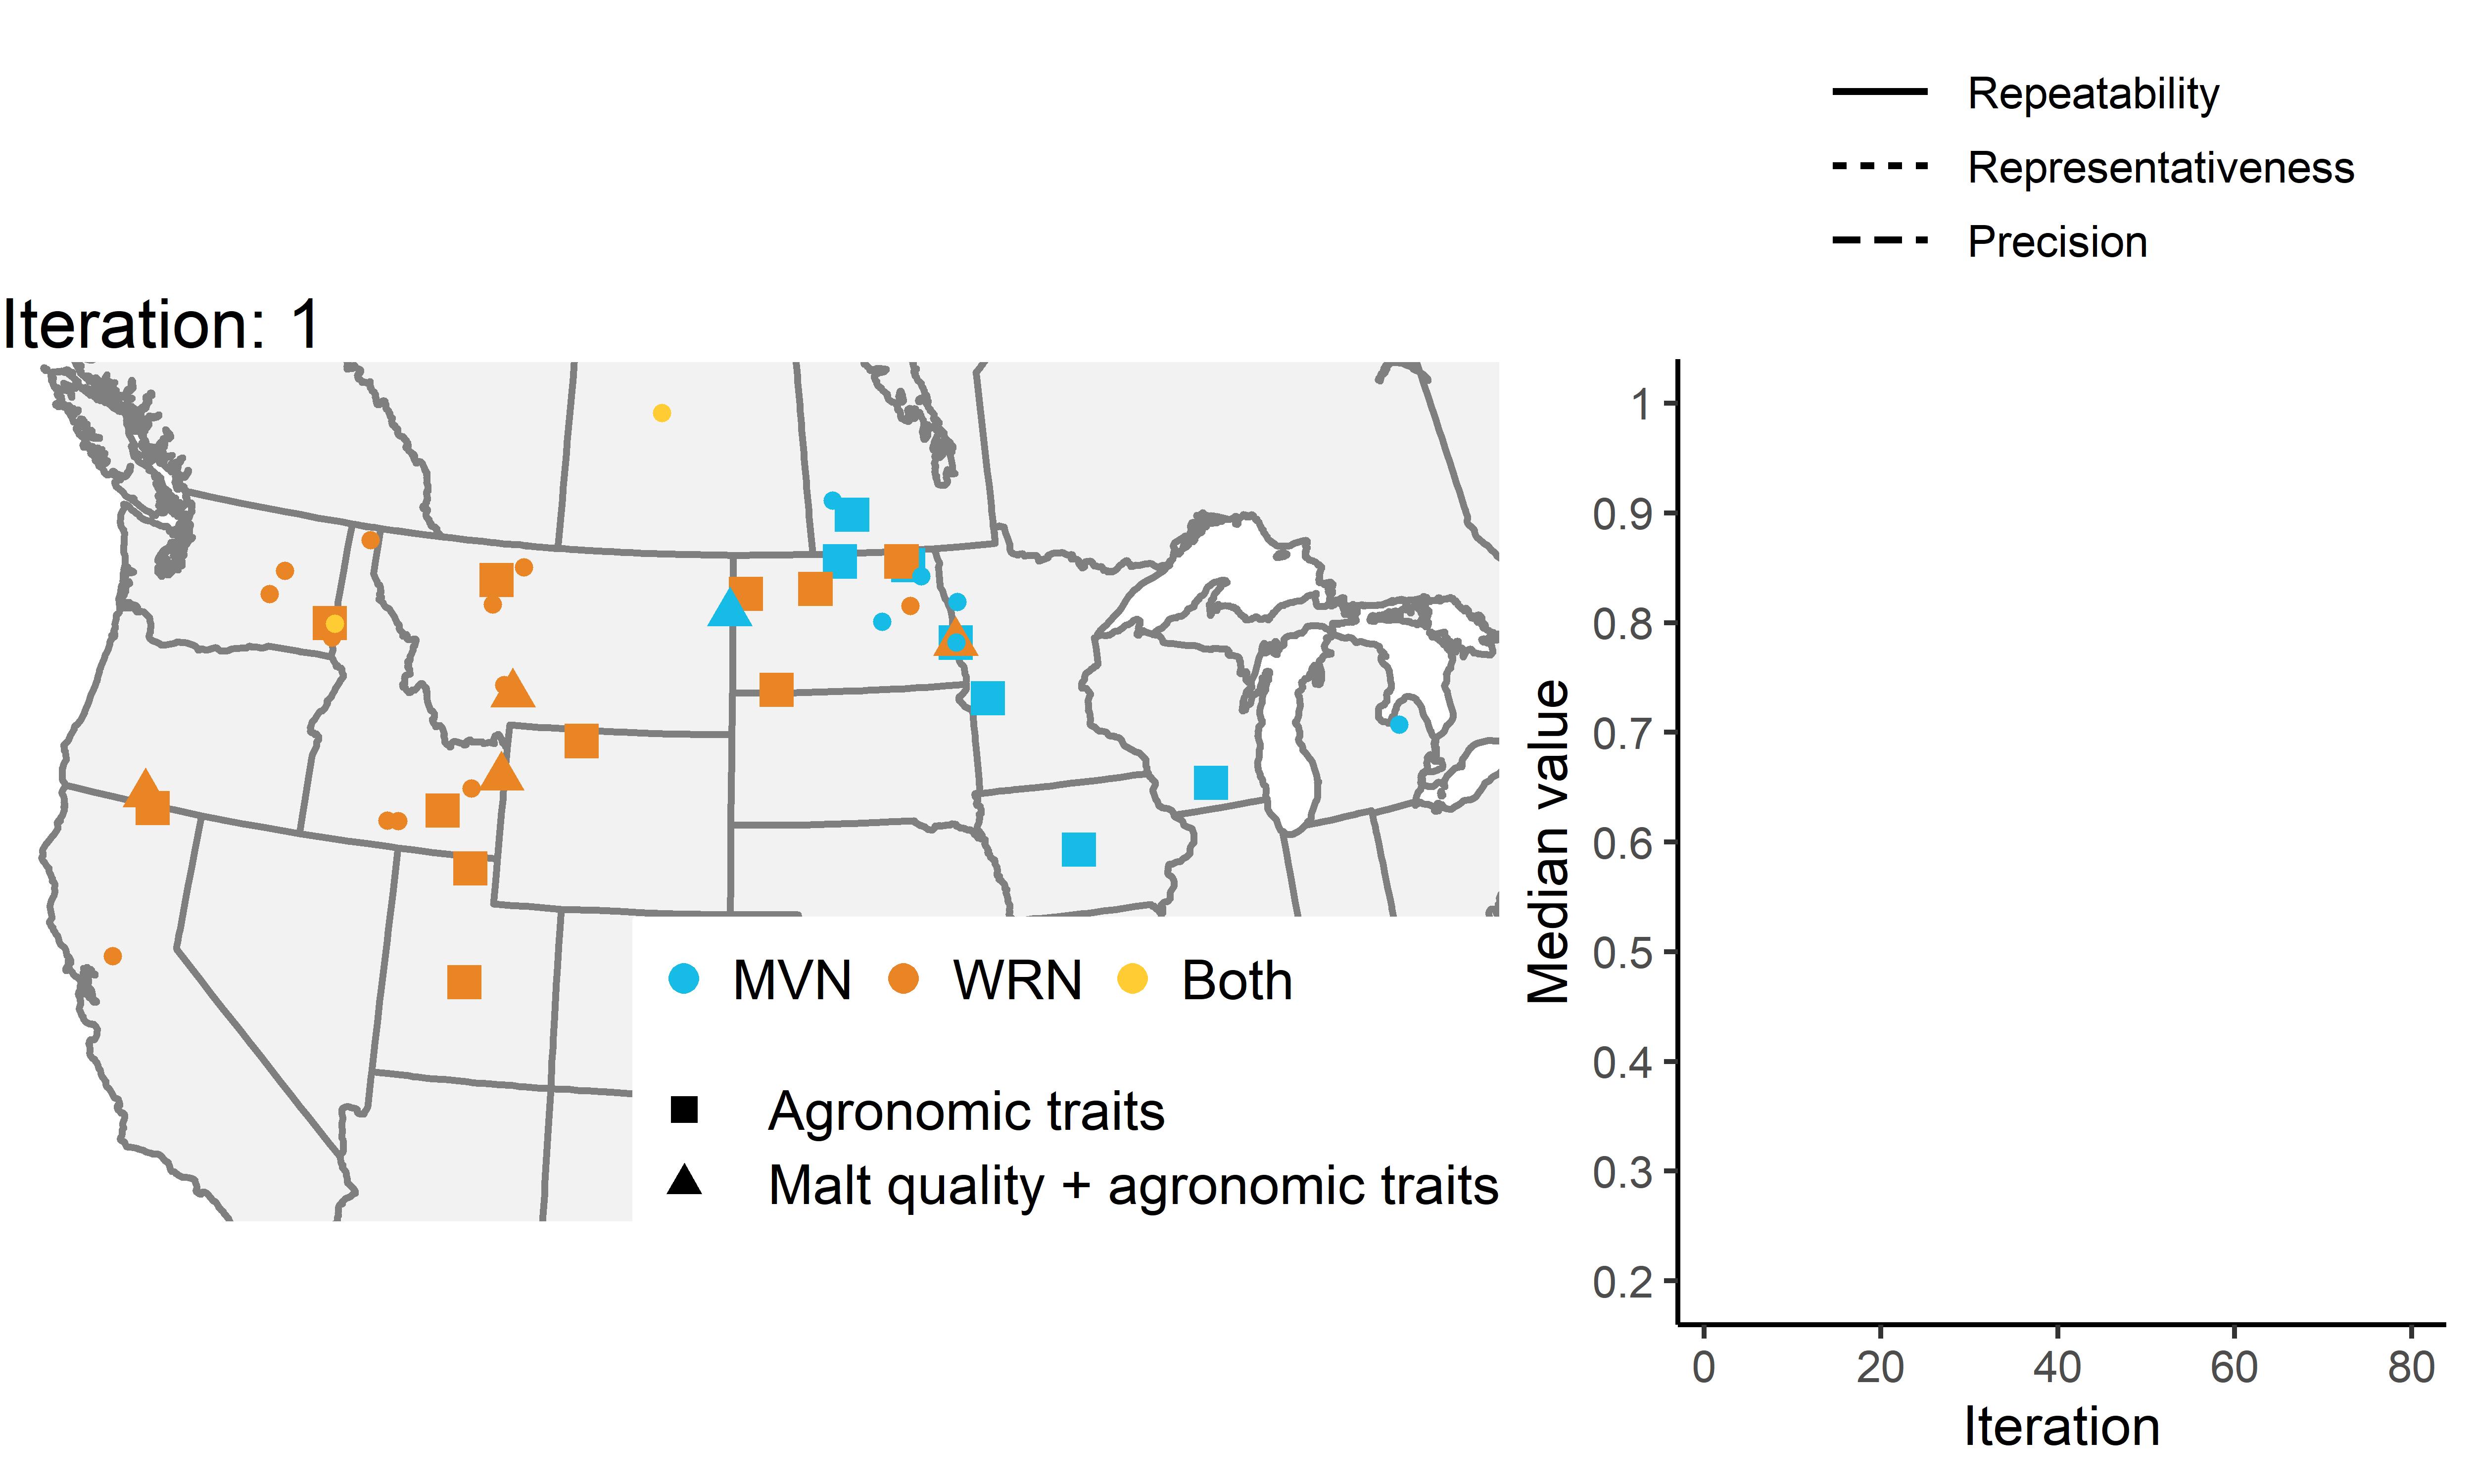 Repeatability
Representativeness
Precision
Iteration: 1
MVN WRN Both
Agronomic traits
Malt quality + agronomic traits
Median value
1
0.9
0.8
0.7
0.6
0.5
0.4
0.3
0.2
0 20 40 60 80
Iteration